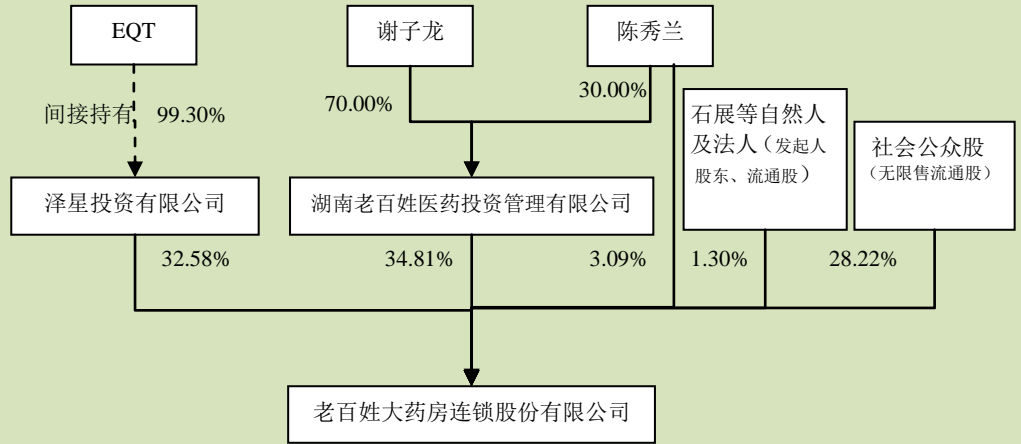 EQT
谢子龙
陈秀兰
间接持有
99.30%
70.00%
30.00%
石展等自然人
及法人（发起人
股东、流通股）
社会公众股
（无限售流通股）
泽星投资有限公司
湖南老百姓医药投资管理有限公司
32.58%
34.81%
3.09%
1.30%
28.22%
老百姓大药房连锁股份有限公司